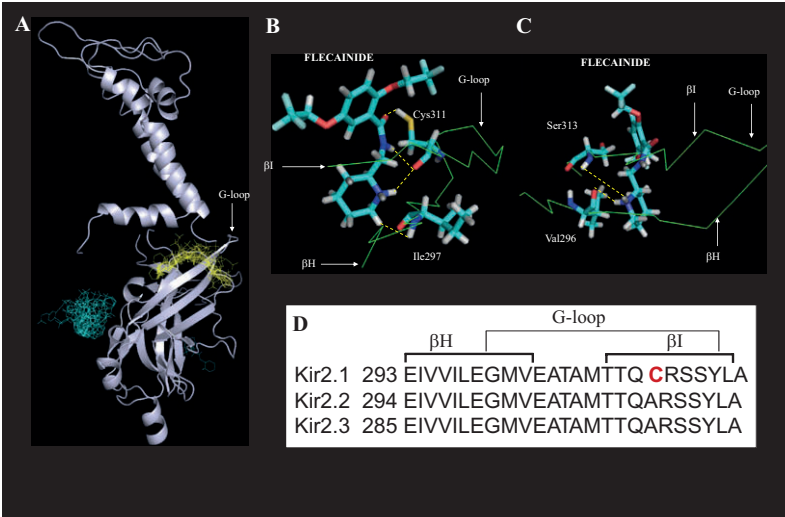 A
G-loop
B
FLECAINIDE
G-loop
Cys311
βI
Ile297
βH
C
FLECAINIDE
βI
G-loop
Ser313
Val296
βH
D
G-loop
βH
βI
Kir2.1 293 EIVVILEGMVEATAMTTQCRSSYLA
Kir2.2 294 EIVVILEGMVEATAMTTQARSSYLA
Kir2.3 285 EIVVILEGMVEATAMTTQARSSYLA